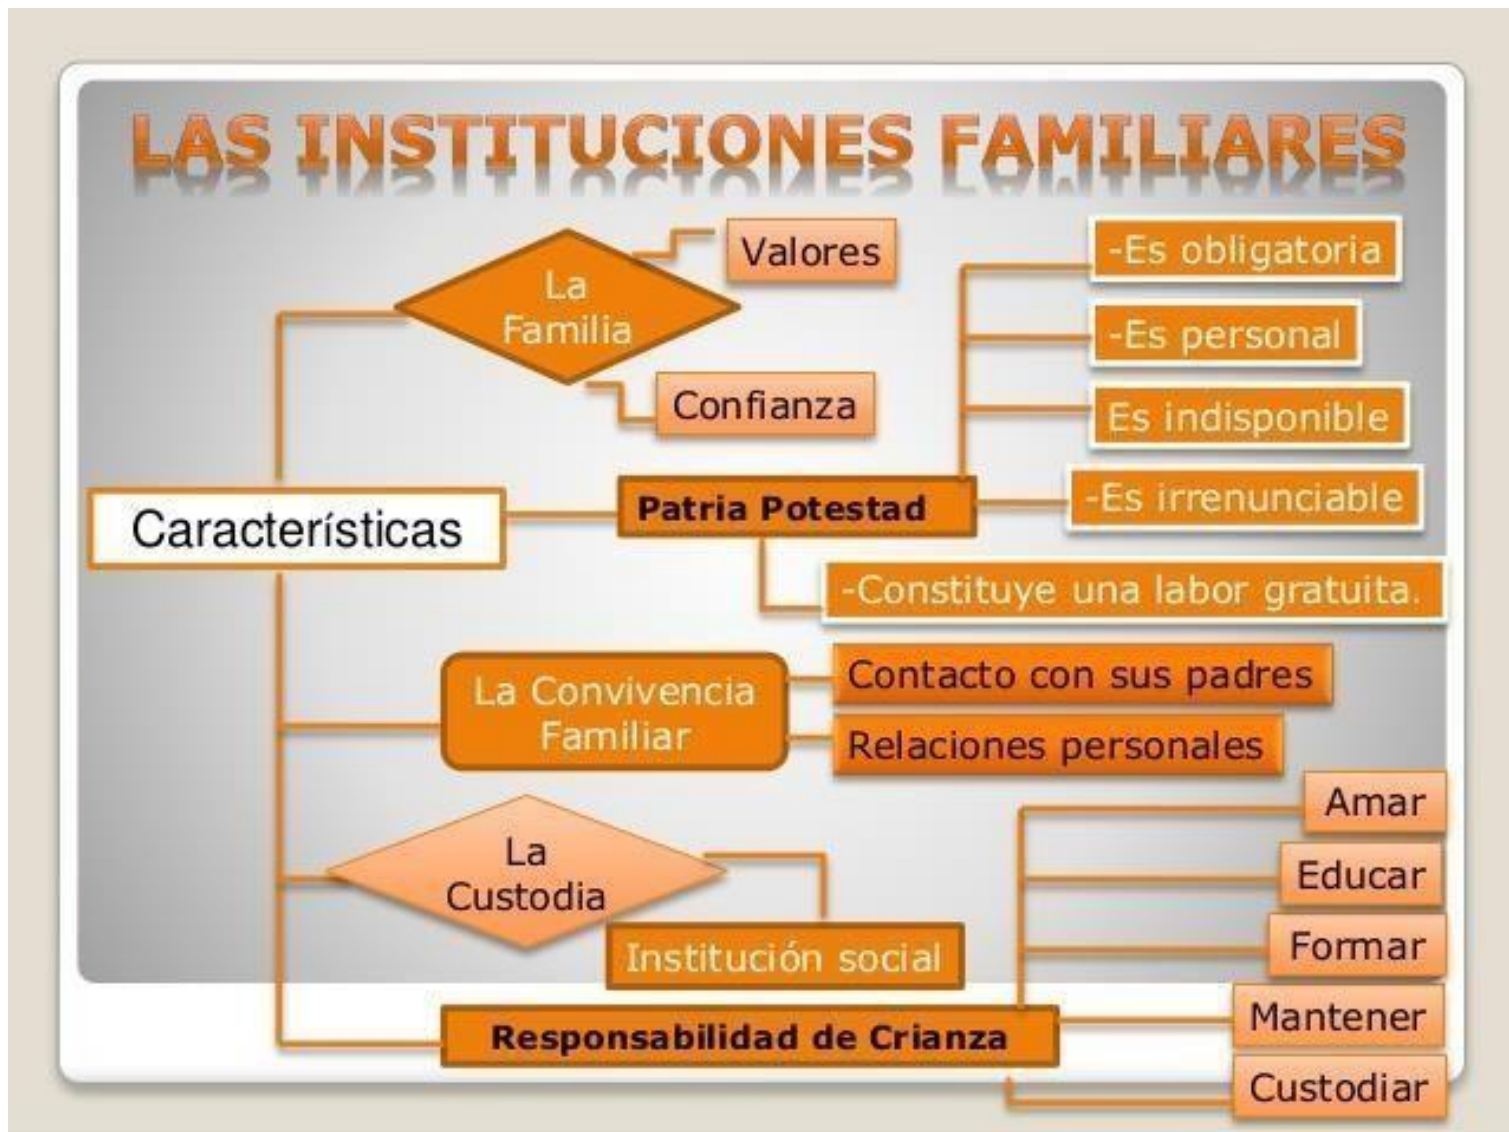 LAS INSTITUCIONES FAMILIARES
La
Familia
Valores
Confianza
Características
Patria Potestad
-Es obligatoria
-Es personal
Es indisponible
-Es irrenunciable
-Constituye una labor gratuita.
La Convivencia
Familiar
Contacto con sus padres
Relaciones personales
La
Custodia
Institución social
Responsabilidad de Crianza
Amar
Educar
Formar
Mantener
Custodiar